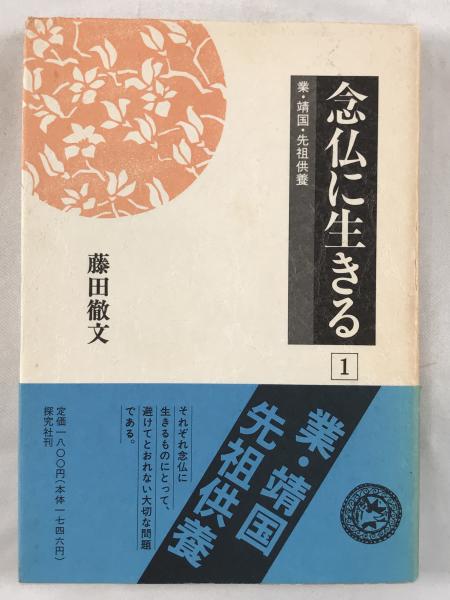 念仏に生きる
業・靖国・先祖供養
1
藤田徹文
業・靖国
先祖供養
それぞれ念仏に
生きるものにとって、
避けてとおれない大切な問題
である。
定価一八〇〇円(本体一七四六円)
探究社刊